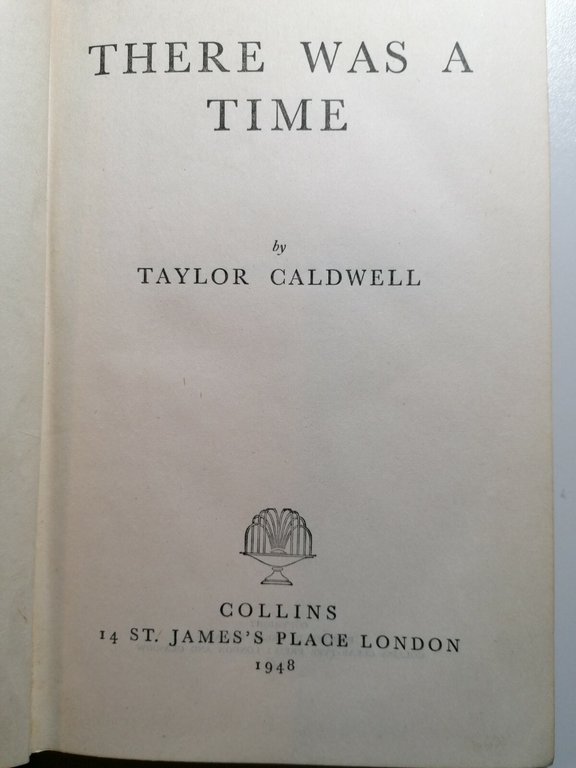 THERE WAS A
TIME
by
TAYLOR CALDWELL
COLLINS
14 ST. JAMES'S PLACE LONDON
1948